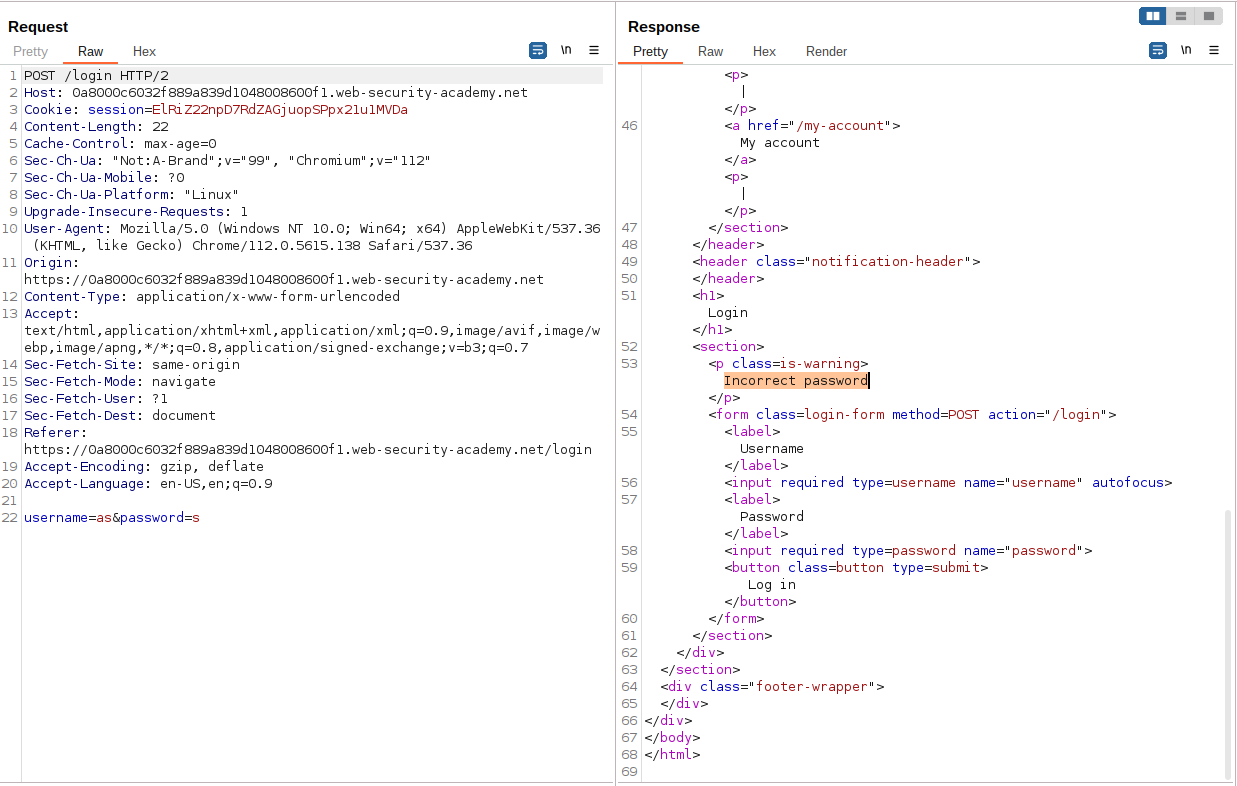 Request
Pretty Raw Hex \n
1 POST /login HTTP/2
2 Host: 0a8000c6032f889a839d1048008600f1.web-security-academy.net
3 Cookie: session=ElRiZ22npD7RdZAGjuopSPpx21u1MVDa
4 Content-Length: 22
5 Cache-Control: max-age=0
6 Sec-Ch-Ua: "Not:A-Brand";v="99", "Chromium";v="112"
7 Sec-Ch-Ua-Mobile: ?0
8 Sec-Ch-Ua-Platform: "Linux"
9 Upgrade-Insecure-Requests: 1
10 User-Agent: Mozilla/5.0 (Windows NT 10.0; Win64; x64) AppleWebKit/537.36
(KHTML, like Gecko) Chrome/112.0.5615.138 Safari/537.36
11 Origin:
https://0a8000c6032f889a839d1048008600f1.web-security-academy.net
12 Content-Type: application/x-www-form-urlencoded
13 Accept:
text/html,application/xhtml+xml,application/xml;q=0.9,image/avif,image/w
ebp,image/apng,*/*;q=0.8,application/signed-exchange;v=b3;q=0.7
14 Sec-Fetch-Site: same-origin
15 Sec-Fetch-Mode: navigate
16 Sec-Fetch-User: ?1
17 Sec-Fetch-Dest: document
18 Referer:
https://0a8000c6032f889a839d1048008600f1.web-security-academy.net/login
19 Accept-Encoding: gzip, deflate
20 Accept-Language: en-US,en;q=0.9
21
22 username=as&password=s
Response
Pretty Raw Hex Render \n
<p>
|
</p>
46 <a href="/my-account">
My account
</a>
<p>
|
</p>
47 </section>
48 </header>
49 <header class="notification-header">
50 </header>
51 <h1>
Login
</h1>
52 <section>
53 <p class=is-warning>
Incorrect password
</p>
54 <form class=login-form method=POST action="/login">
55 <label>
Username
</label>
56 <input required type=username name="username" autofocus>
57 <label>
Password
</label>
58 <input required type=password name="password">
59 <button class=button type=submit>
Log in
</button>
60 </form>
61 </section>
62 </div>
63 </section>
64 <div class="footer-wrapper">
65 </div>
66 </div>
67 </body>
68 </html>
69